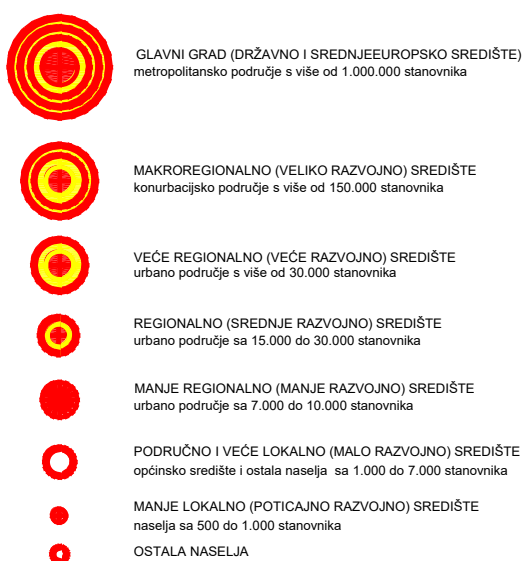 GLAVNI GRAD (DRŽAVNO I SREDNJEEUROPSKO SREDIŠTE)
metropolitansko područje s više od 1.000.000 stanovnika
MAKROREGIONALNO (VELIKO RAZVOJNO) SREDIŠTE
konurbacijsko područje s više od 150.000 stanovnika
VEĆE REGIONALNO (VEĆE RAZVOJNO) SREDIŠTE
urbano područje s više od 30.000 stanovnika
REGIONALNO (SREDNJE RAZVOJNO) SREDIŠTE
urbano područje sa 15.000 do 30.000 stanovnika
MANJE REGIONALNO (MANJE RAZVOJNO) SREDIŠTE
urbano područje sa 7.000 do 10.000 stanovnika
PODRUČNO I VEĆE LOKALNO (MALO RAZVOJNO) SREDIŠTE
općinsko središte i ostala naselja sa 1.000 do 7.000 stanovnika
MANJE LOKALNO (POTICAJNO RAZVOJNO) SREDIŠTE
naselja sa 500 do 1.000 stanovnika
OSTALA NASELJA